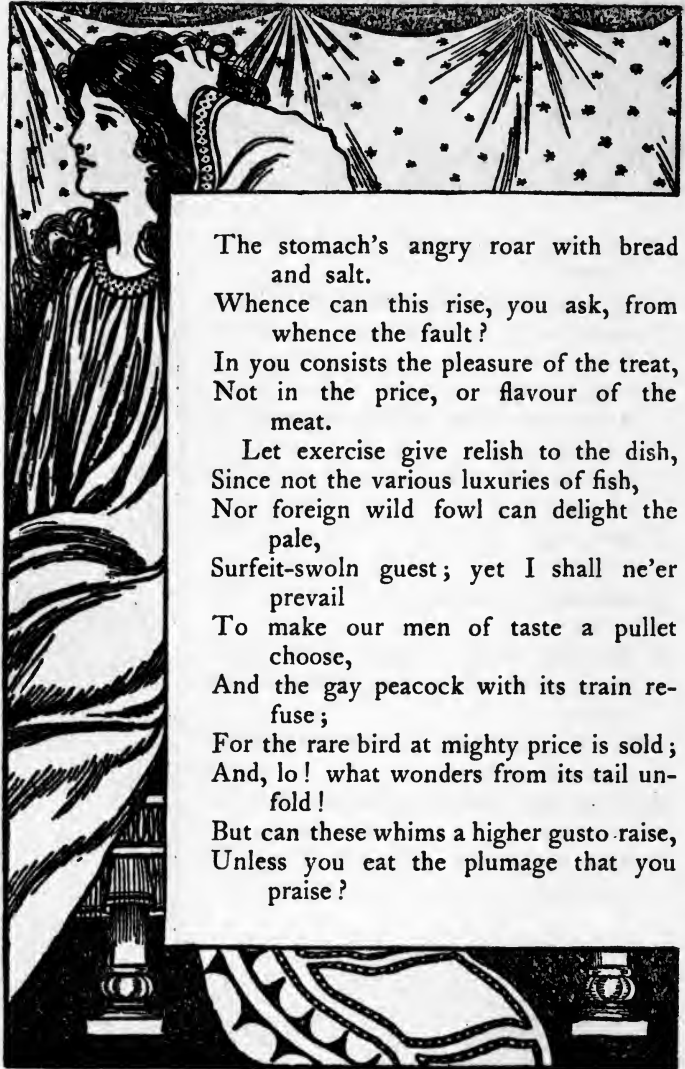 The stomach's angry roar with bread
and salt.
Whence can this rise, you ask, from
whence the fault?
In you consists the pleasure of the treat,
Not in the price, or flavour of the
meat.
Let exercise give relish to the dish,
Since not the various luxuries of fish,
Nor foreign wild fowl can delight the
pale,
Surfeit-swoln guest; yet I shall ne'er
prevail
To make our men of taste a pullet
choose,
And the gay peacock with its train re-
fuse;
For the rare bird at mighty price is sold;
And, lo! what wonders from its tail un-
fold!
But can these whims a higher gusto raise,
Unless you eat the plumage that you
praise?